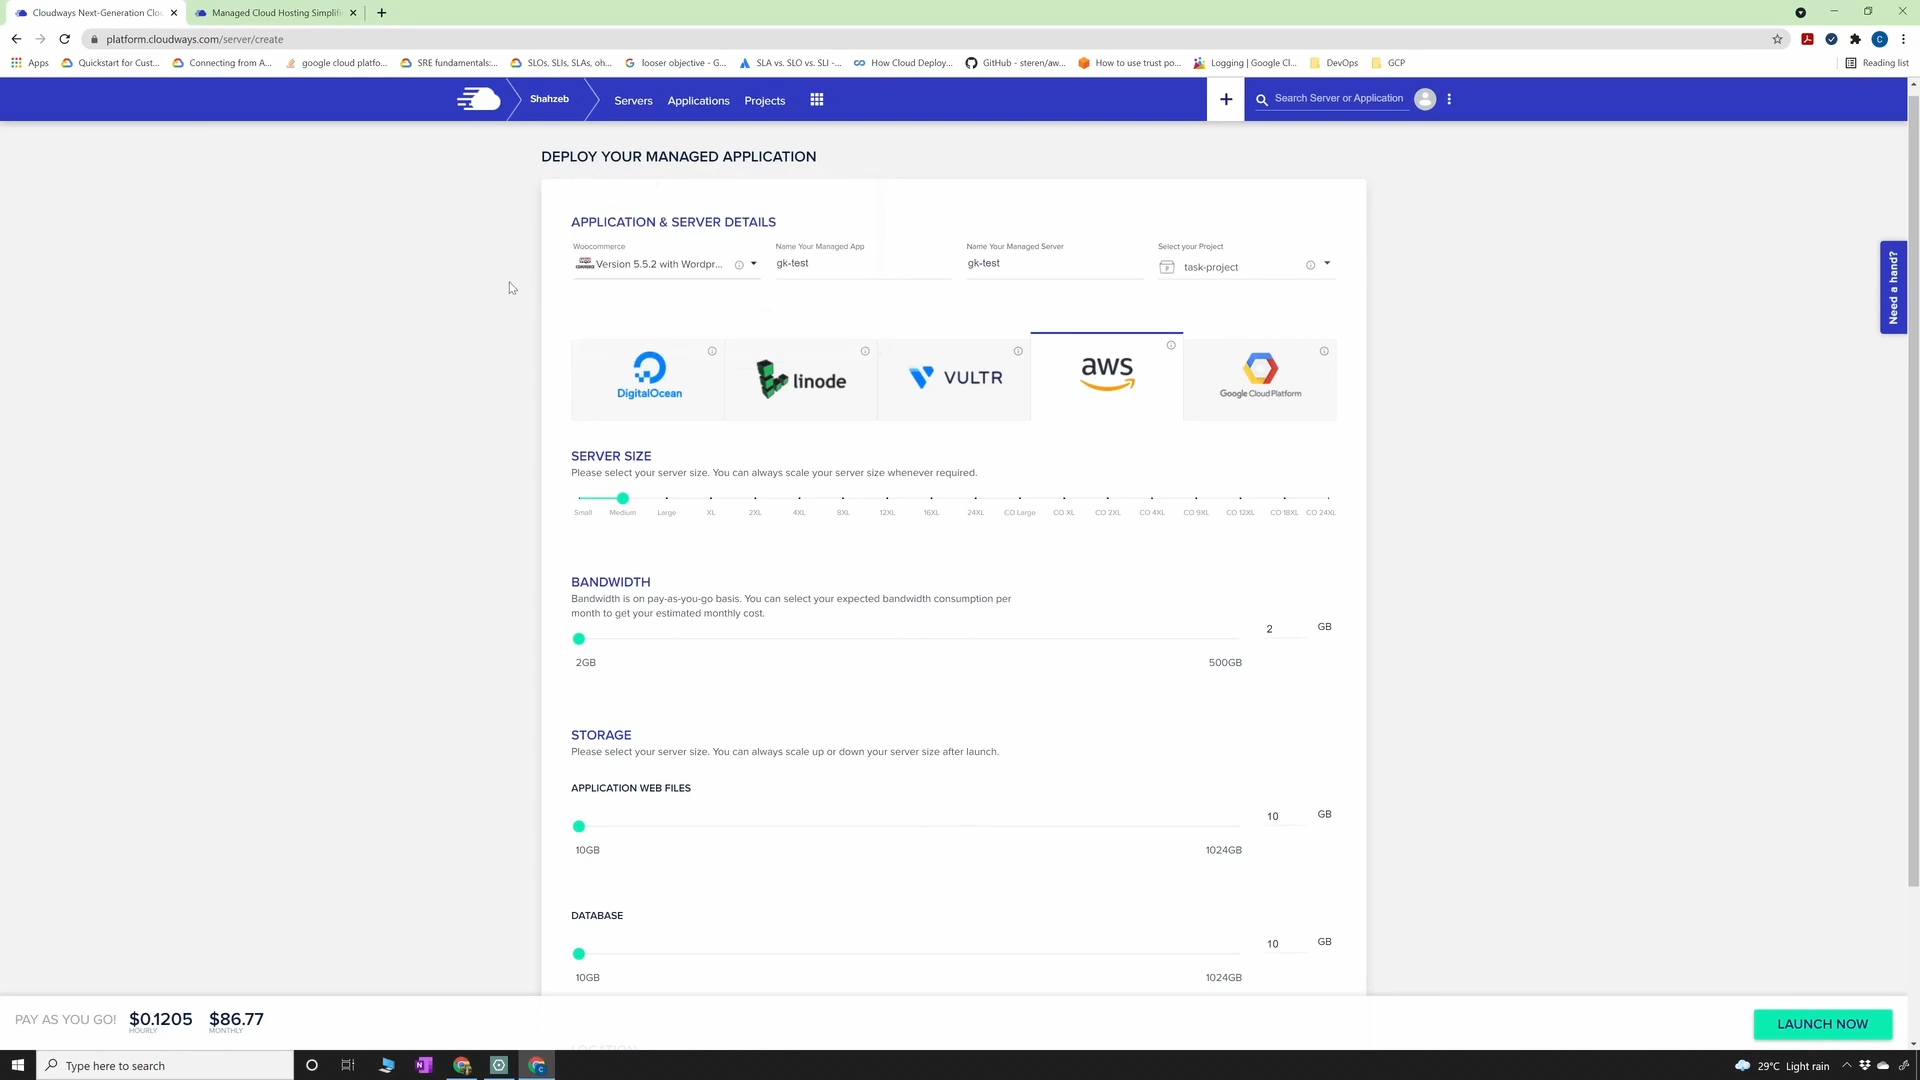 Cloudways Next-Generation Clo
Managed Cloud Hosting Simplifi
platform.cloudways.com/server/create
Apps
Quickstart for Cust...
Connecting from A...
google cloud platfo...
SRE fundamentals:...
SLOs, SLIs, SLAs, oh...
looser objective - G...
SLA vs. SLO vs. SLI -...
How Cloud Deploy...
GitHub - steren/aw...
How to use trust po...
Logging | Google Cl...
DevOps
GCP
Reading list
Shahzeb
Servers
Applications
Projects
Search Server or Application
DEPLOY YOUR MANAGED APPLICATION
APPLICATION & SERVER DETAILS
Woocommerce
Name Your Managed App
Name Your Managed Server
Select your Project
Version 5.5.2 with Wordpr...
gk-test
gk-test
task-project
Need a hand?
DigitalOcean
linode
VULTR
aws
Google Cloud Platform
SERVER SIZE
Please select your server size. You can always scale your server size whenever required.
Small
Medium
Large
XL
2XL
4XL
8XL
12XL
16XL
24XL
CO Large
CO XL
CO 2XL
CO 4XL
CO 9XL
CO 12XL
CO 18XL
CO 24XL
BANDWIDTH
Bandwidth is on pay-as-you-go basis. You can select your expected bandwidth consumption per
month to get your estimated monthly cost.
2 GB
2GB
500GB
STORAGE
Please select your server size. You can always scale up or down your server size after launch.
APPLICATION WEB FILES
10 GB
10GB
1024GB
DATABASE
10 GB
10GB
1024GB
PAY AS YOU GO!
$0.1205
HOURLY
$86.77
MONTHLY
LAUNCH NOW
LOCATION
Type here to search
29°C Light rain